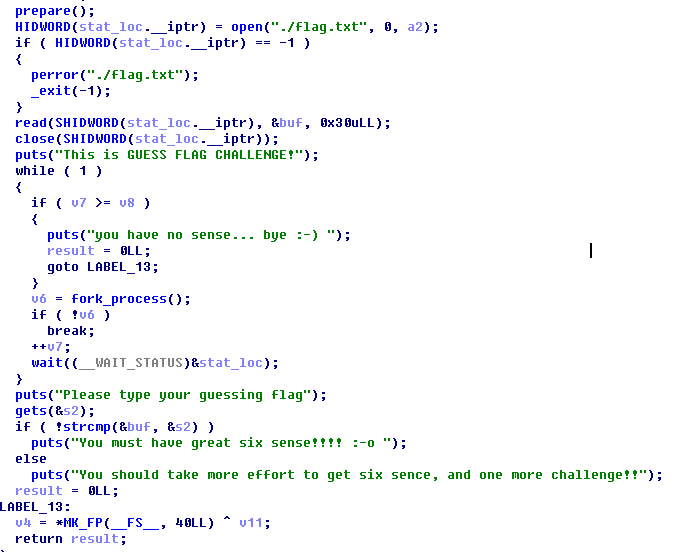 prepare();
HIDWORD(stat_loc.__iptr) = open("./flag.txt", 0, a2);
if ( HIDWORD(stat_loc.__iptr) == -1 )
{
perror("./flag.txt");
_exit(-1);
}
read(SHIDWORD(stat_loc.__iptr), &buf, 0x30uLL);
close(SHIDWORD(stat_loc.__iptr));
puts("This is GUESS FLAG CHALLENGE!");
while ( 1 )
{
if ( v7 >= v8 )
{
puts("you have no sense... bye :-) ");
result = 0LL;
goto LABEL_13;
}
v6 = fork_process();
if ( !v6 )
break;
++v7;
wait((__WAIT_STATUS)&stat_loc);
}
puts("Please type your guessing flag");
gets(&s2);
if ( !strcmp(&buf, &s2) )
puts("You must have great six sense!!!! :-o ");
else
puts("You should take more effort to get six sence, and one more challenge!!");
result = 0LL;
LABEL_13:
v4 = *MK_FP(__FS__, 40LL) ^ v11;
return result;